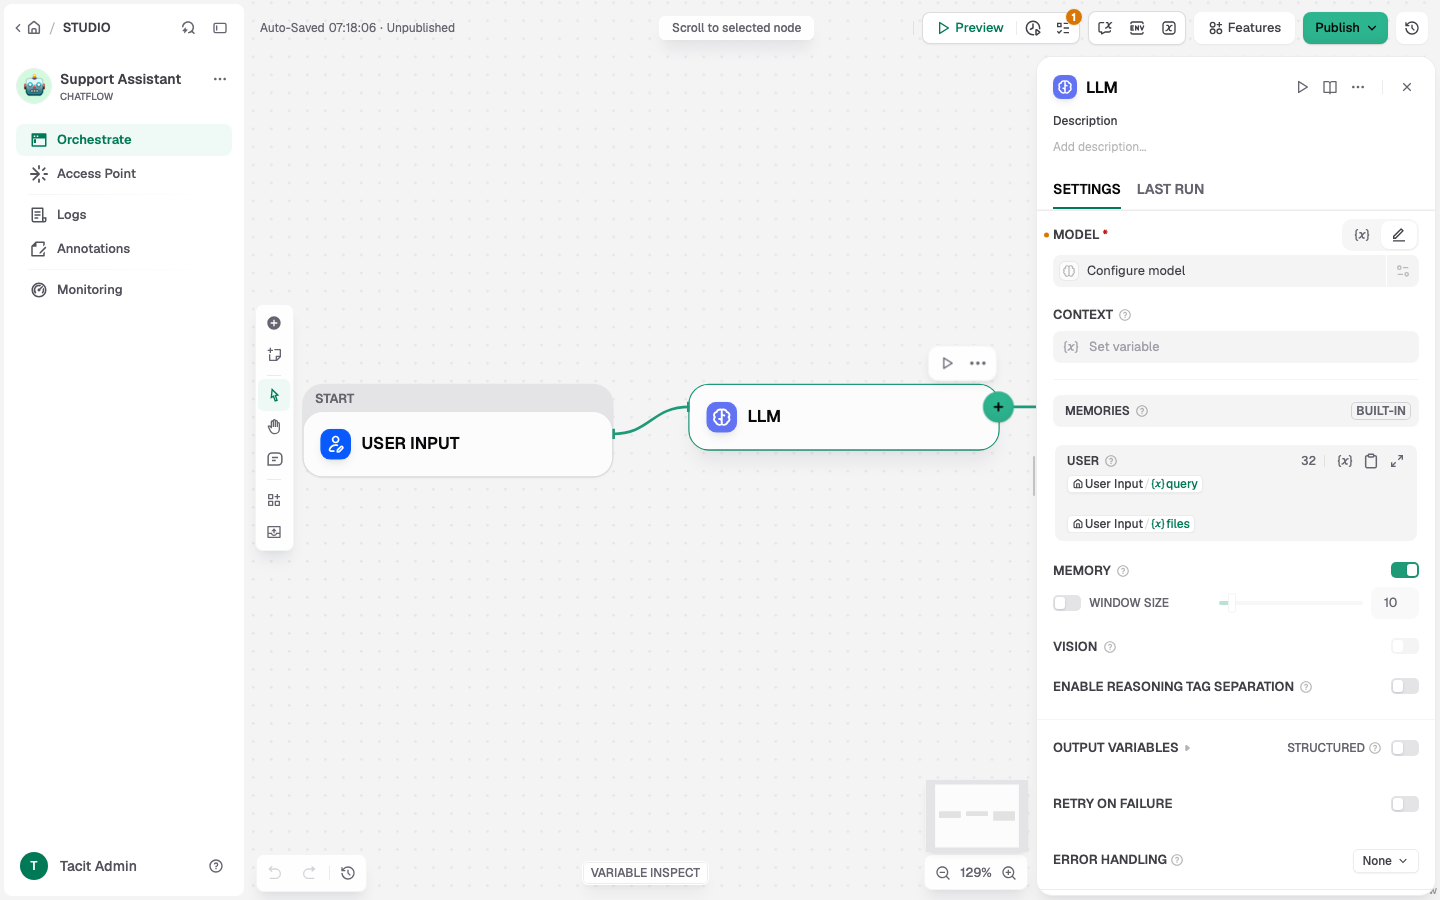 / STUDIO
Support Assistant
CHATFLOW
Orchestrate
Access Point
Logs
Annotations
Monitoring
T Tacit Admin
Auto-Saved 07:18:06 · Unpublished
Scroll to selected node
Preview
1
ENV
Features
Publish
START
USER INPUT
LLM
VARIABLE INSPECT
129%
LLM
Description
Add description...
SETTINGS LAST RUN
MODEL *
{x}
Configure model
CONTEXT
{x} Set variable
MEMORIES BUILT-IN
USER 32 {x}
User Input / {x} query
User Input / {x} files
MEMORY
WINDOW SIZE 10
VISION
ENABLE REASONING TAG SEPARATION
OUTPUT VARIABLES STRUCTURED
RETRY ON FAILURE
ERROR HANDLING None